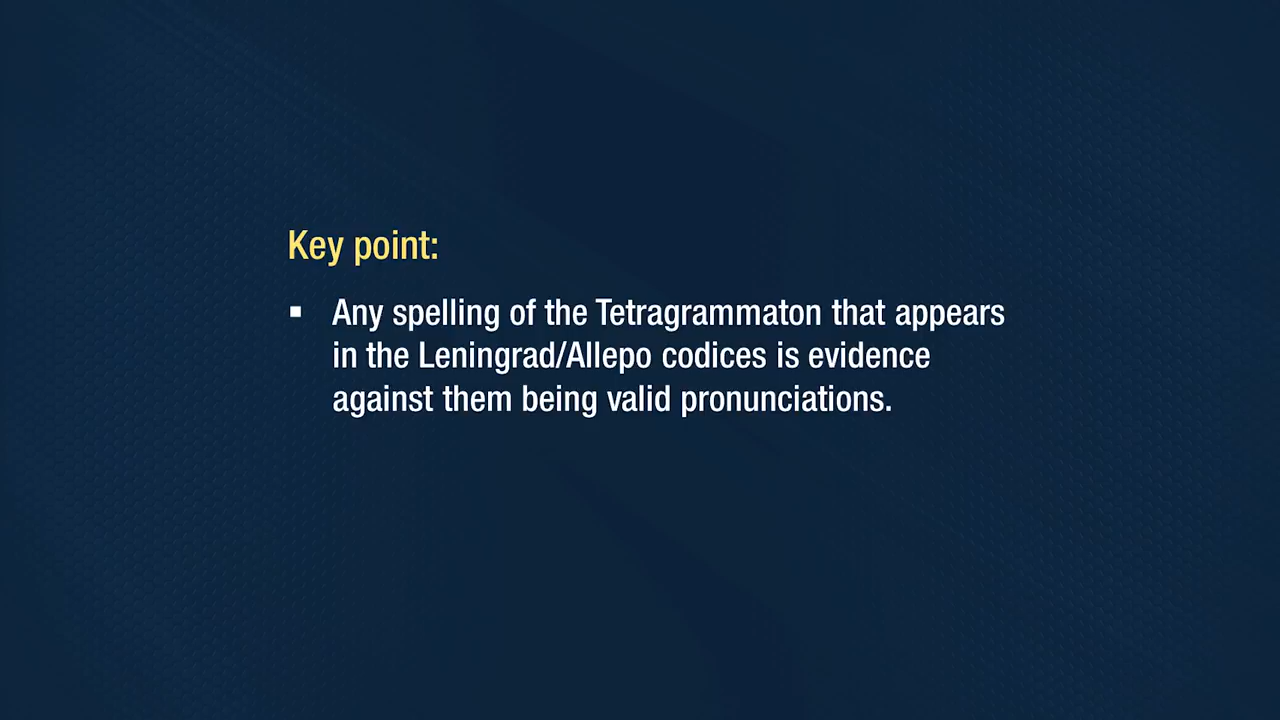 Key point:
▪ Any spelling of the Tetragrammaton that appears
in the Leningrad/Allepo codices is evidence
against them being valid pronunciations.